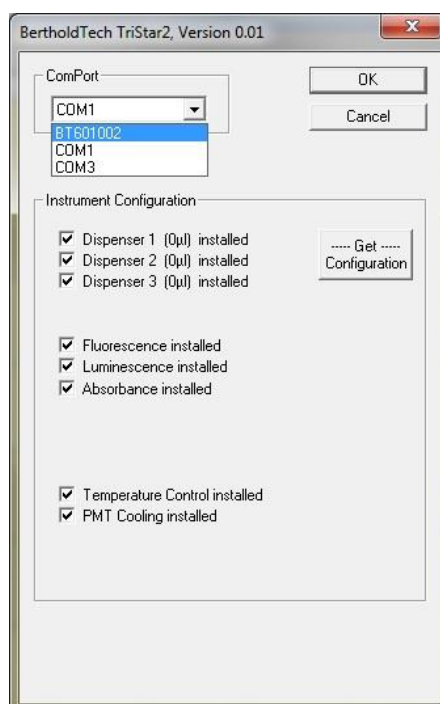 BertholdTech TriStar2, Version 0.01
ComPort
COM1
BT601002
COM1
COM3
OK
Cancel
Instrument Configuration
Dispenser 1 (0µl) installed
Dispenser 2 (0µl) installed
Dispenser 3 (0µl) installed
----- Get -----
Configuration
Fluorescence installed
Luminescence installed
Absorbance installed
Temperature Control installed
PMT Cooling installed